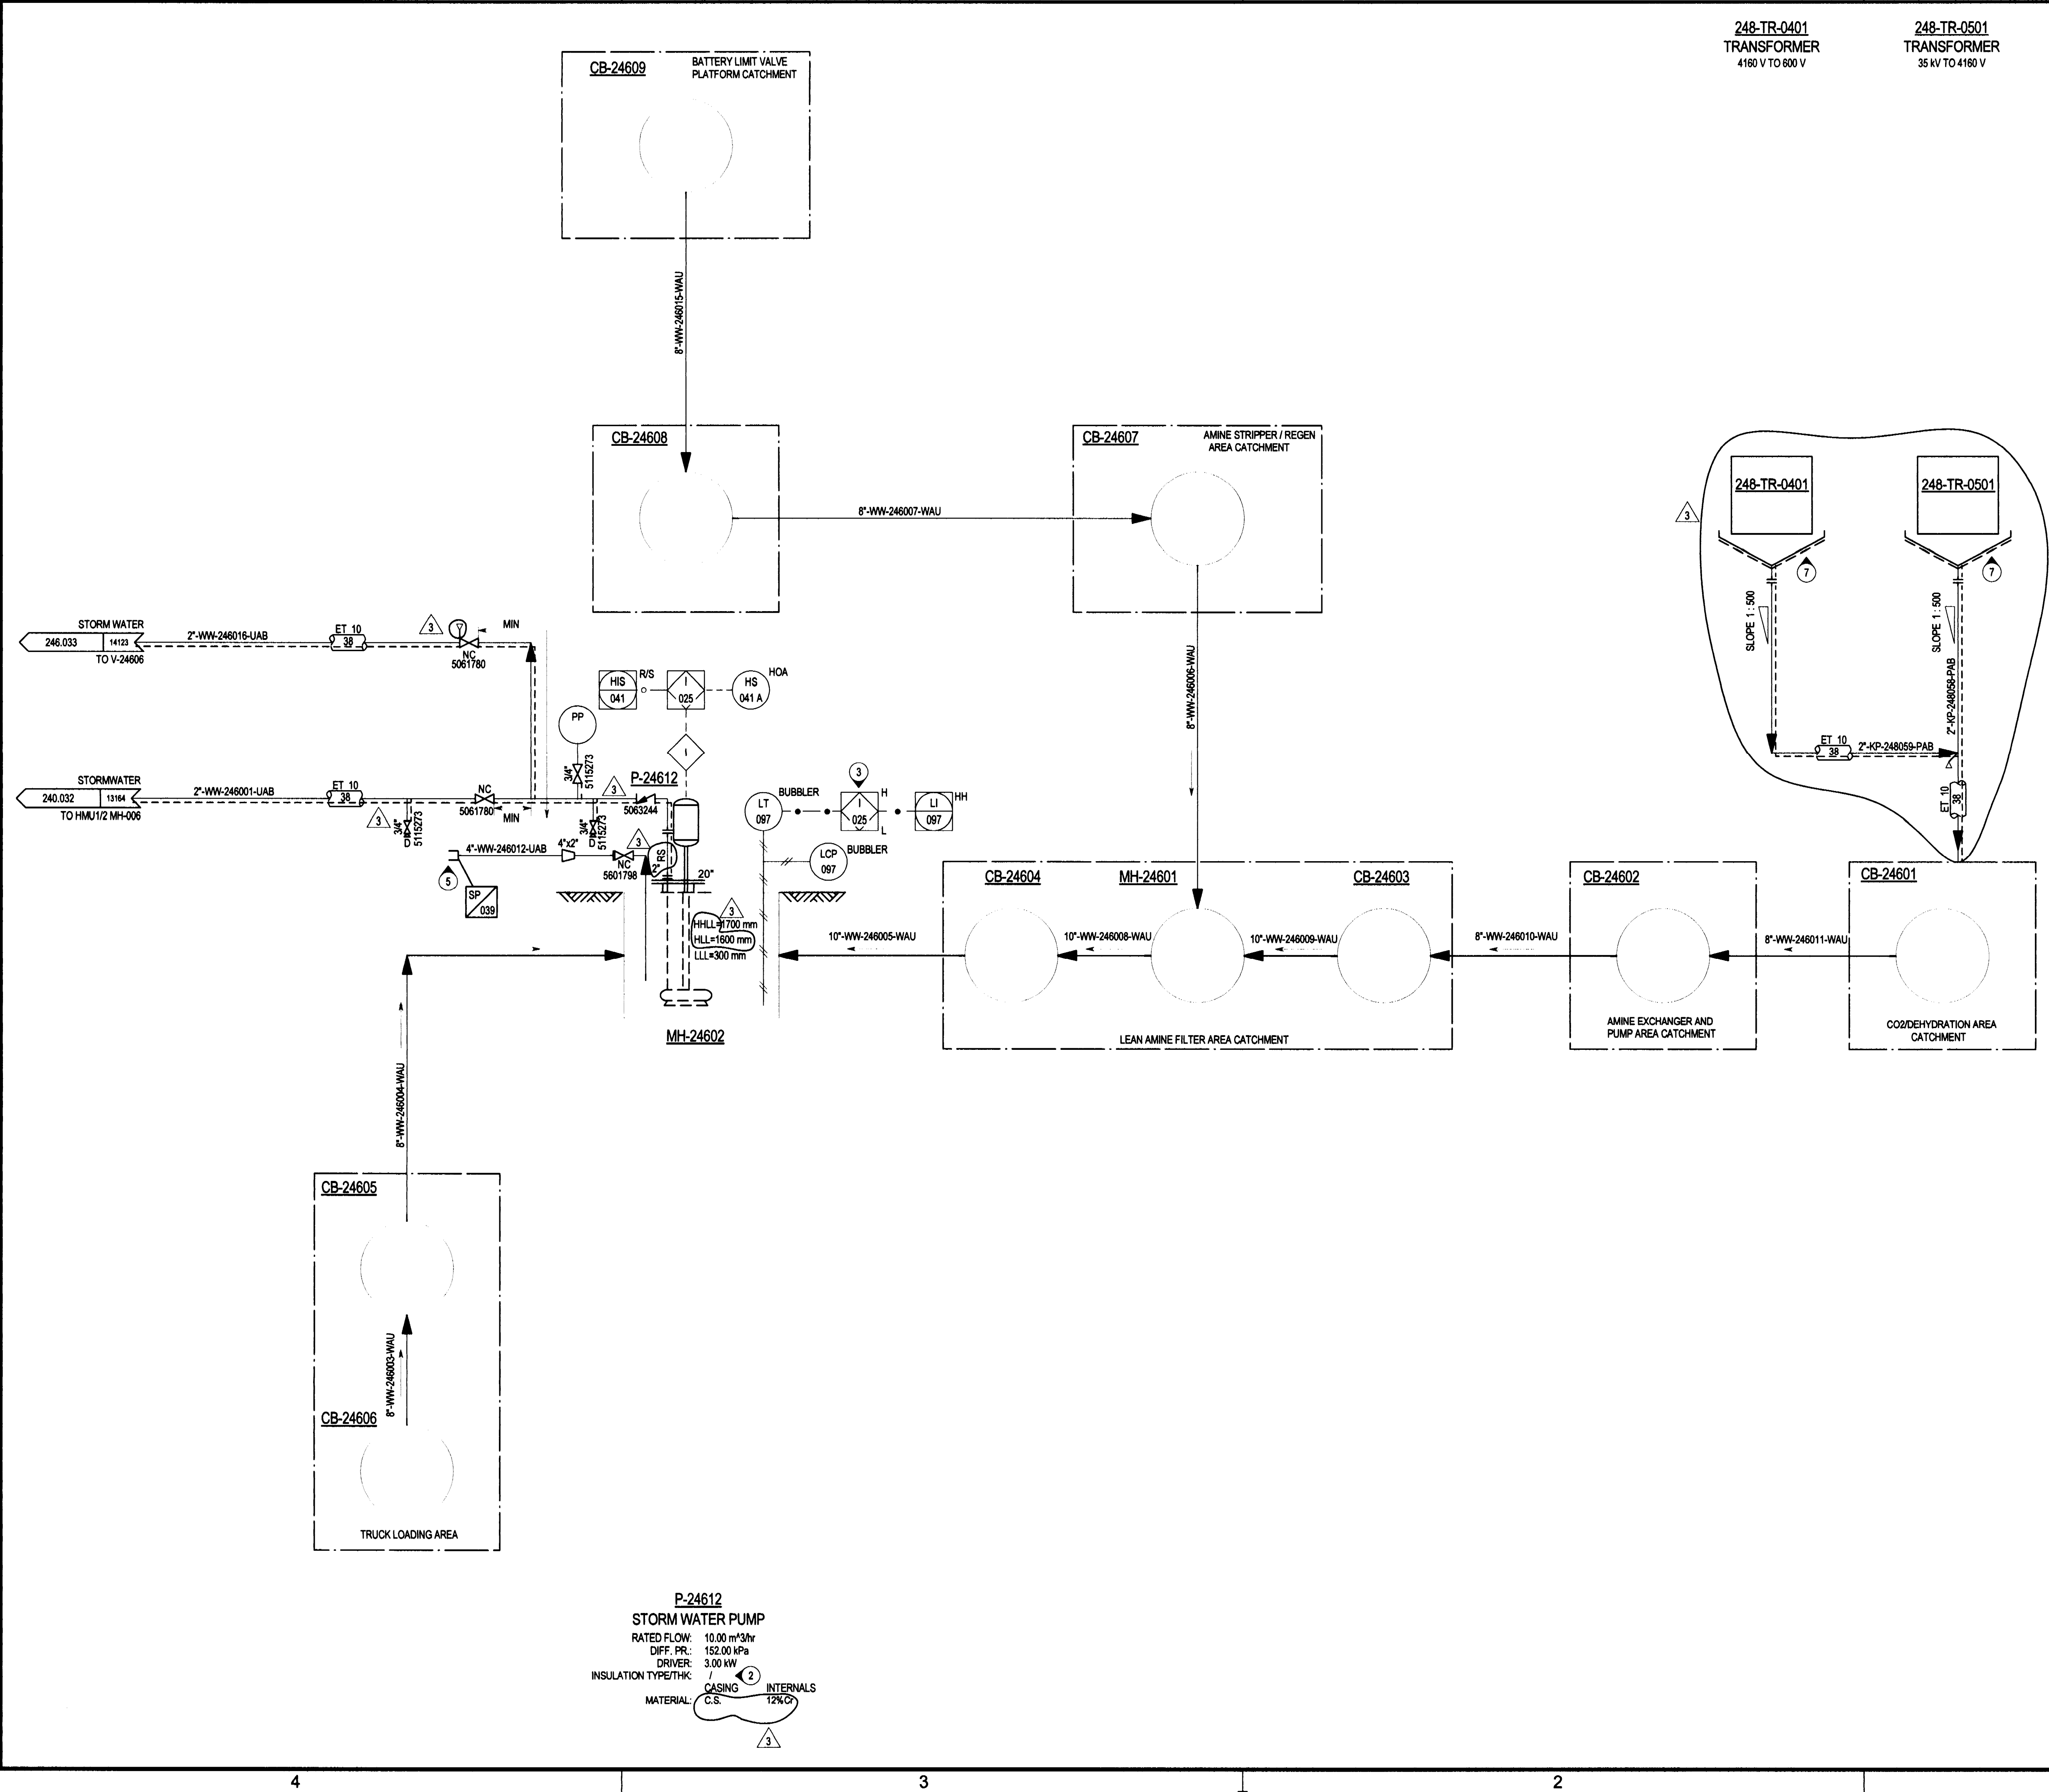 248-TR-0401
TRANSFORMER
4160 V TO 600 V
248-TR-0501
TRANSFORMER
35 kV TO 4160 V
CB-24609
BATTERY LIMIT VALVE
PLATFORM CATCHMENT
8"-WW-246015-WAU
CB-24608
8"-WW-246007-WAU
CB-24607
AMINE STRIPPER / REGEN
AREA CATCHMENT
8"-WW-246006-WAU
3
248-TR-0401
248-TR-0501
7
7
SLOPE 1 : 500
SLOPE 1 : 500
2"-KP-248058-PAB
ET 10
38
2"-KP-248059-PAB
ET 10
38
STORM WATER
246.033
14123
TO V-24606
2"-WW-246016-UAB
ET 10
38
3
NC
5061780
MIN
HIS
041
R/S
I
025
HS
041 A
HOA
I
PP
3/4"
5115273
STORMWATER
240.032
13164
TO HMU1/2 MH-006
2"-WW-246001-UAB
ET 10
38
3
3/4"
D
5115273
NC
5061780
MIN
3/4"
D
5115273
3
P-24612
5063244
4"-WW-246012-UAB
4"x2"
NC
5601798
3
2"
RS
20"
5
SP
039
3
LT
097
BUBBLER
I
025
H
L
LI
097
HH
LCP
097
BUBBLER
3
HHLL=1700 mm
HLL=1600 mm
LLL=300 mm
MH-24602
10"-WW-246005-WAU
CB-24604
MH-24601
CB-24603
10"-WW-246008-WAU
10"-WW-246009-WAU
LEAN AMINE FILTER AREA CATCHMENT
8"-WW-246010-WAU
CB-24602
AMINE EXCHANGER AND
PUMP AREA CATCHMENT
8"-WW-246011-WAU
CB-24601
CO2/DEHYDRATION AREA
CATCHMENT
8"-WW-246004-WAU
CB-24605
8"-WW-246003-WAU
CB-24606
TRUCK LOADING AREA
P-24612
STORM WATER PUMP
RATED FLOW: 10.00 m^3/hr
DIFF. PR.: 152.00 kPa
DRIVER: 3.00 kW
INSULATION TYPE/THK: / 2
CASING INTERNALS
MATERIAL: C.S. 12%Cr
3
4
3
2